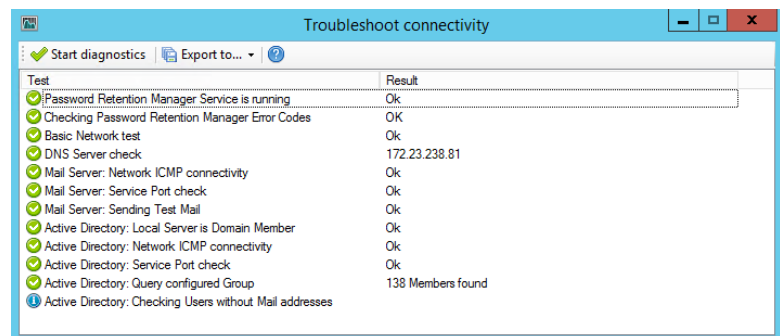 Troubleshoot connectivity
Start diagnostics Export to...
Test Result
Password Retention Manager Service is running Ok
Checking Password Retention Manager Error Codes OK
Basic Network test Ok
DNS Server check 172.23.238.81
Mail Server: Network ICMP connectivity Ok
Mail Server: Service Port check Ok
Mail Server: Sending Test Mail Ok
Active Directory: Local Server is Domain Member Ok
Active Directory: Network ICMP connectivity Ok
Active Directory: Service Port check Ok
Active Directory: Query configured Group 138 Members found
Active Directory: Checking Users without Mail addresses